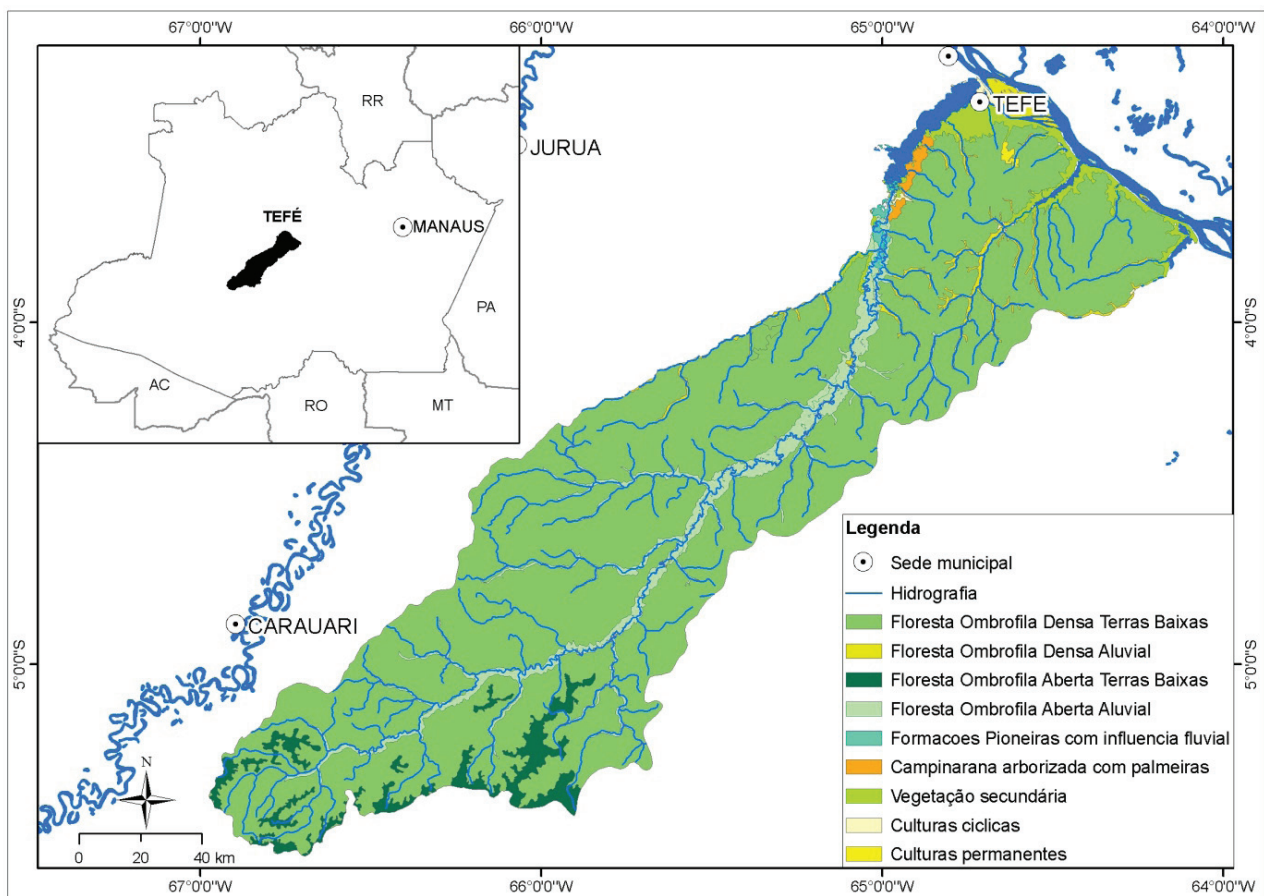 67°0'0"W
66°0'0"W
65°0'0"W
64°0'0"W
RR
TEFÉ
MANAUS
PA
AC
RO
MT
JURUA
TEFE
4°0'0"S
4°0'0"S
CARAUARI
5°0'0"S
5°0'0"S
Legenda
Sede municipal
Hidrografia
Floresta Ombrofila Densa Terras Baixas
Floresta Ombrofila Densa Aluvial
Floresta Ombrofila Aberta Terras Baixas
Floresta Ombrofila Aberta Aluvial
Formacoes Pioneiras com influencia fluvial
Campinarana arborizada com palmeiras
Vegetação secundária
Culturas ciclicas
Culturas permanentes
N
0 20 40 km
67°0'0"W
66°0'0"W
65°0'0"W
64°0'0"W